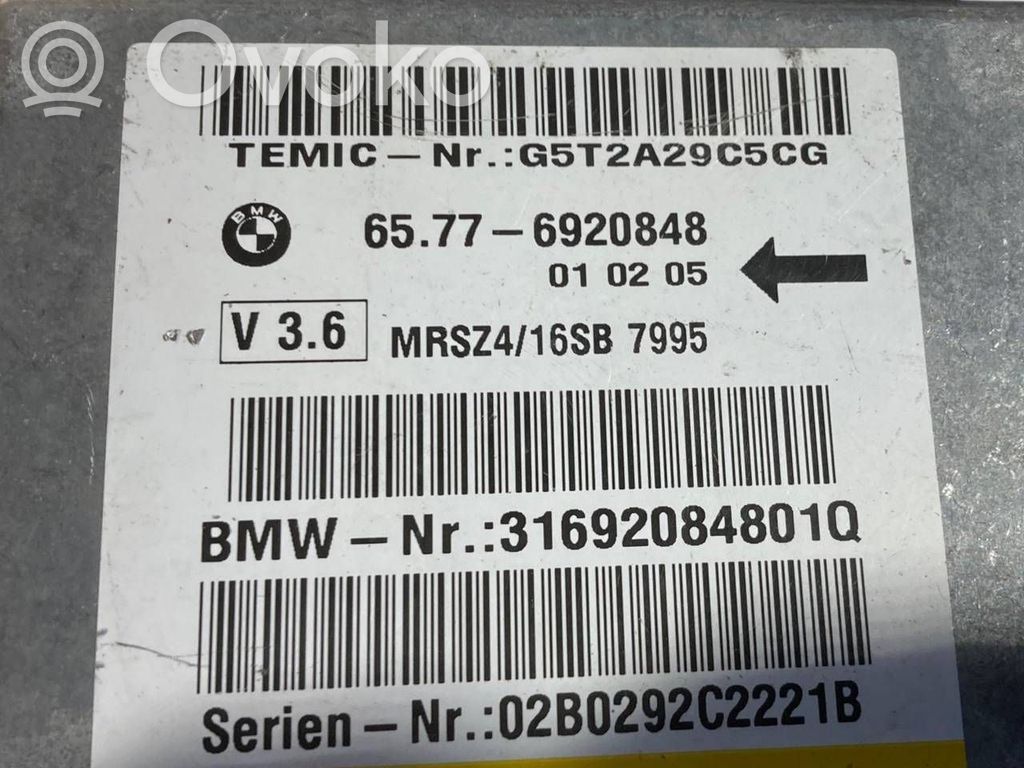 Ovoko
TEMIC-Nr.:G5T2A29C5CG
BMW
65.77-6920848
01 02 05
V 3.6
MRSZ4/16SB 7995
BMW-Nr.:31692084801Q
Serien-Nr.:02B0292C2221B